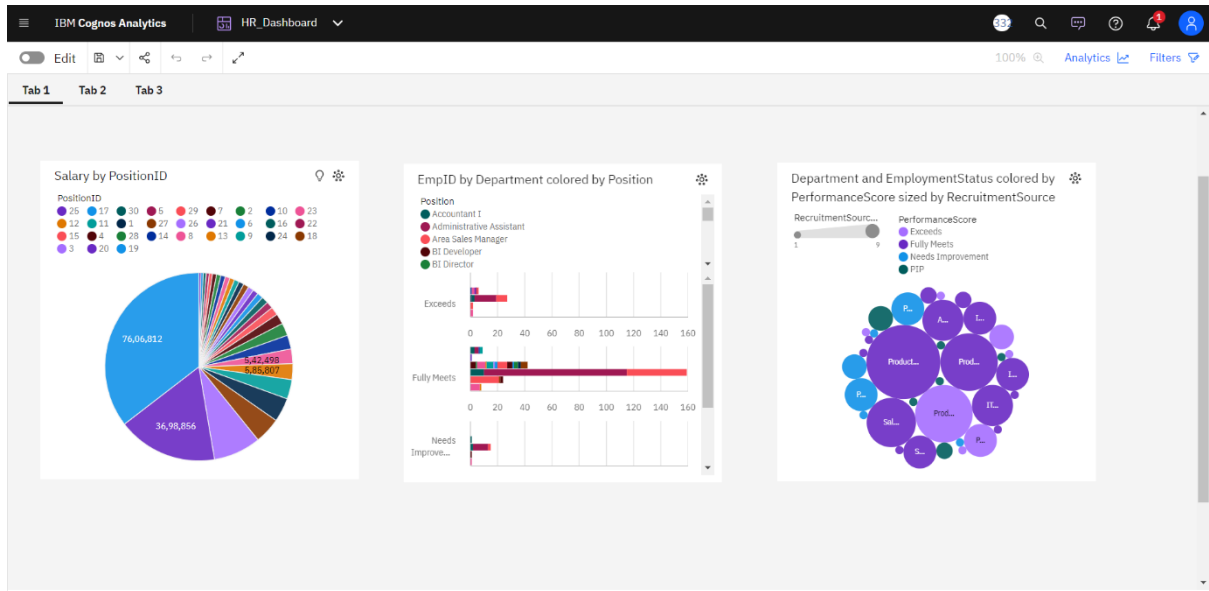 IBM Cognos Analytics
HR_Dashboard
332
1
Edit
100%
Analytics
Filters
Tab 1 Tab 2 Tab 3
Salary by PositionID
PositionID
25 17 30 5 29 7 2 10 23
12 11 1 27 26 21 6 16 22
15 4 28 14 8 13 9 24 18
3 20 19
76,06,812
5,42,498
5,85,807
36,98,856
EmpID by Department colored by Position
Position
Accountant I
Administrative Assistant
Area Sales Manager
BI Developer
BI Director
Exceeds
0 20 40 60 80 100 120 140 160
Fully Meets
0 20 40 60 80 100 120 140 160
Needs
Improve...
Department and EmploymentStatus colored by
PerformanceScore sized by RecruitmentSource
RecruitmentSourc...
1 9
PerformanceScore
Exceeds
Fully Meets
Needs Improvement
PIP
P...
A...
I...
Product...
Prod...
I...
P...
Sal...
Prod...
IT...
S...
P...